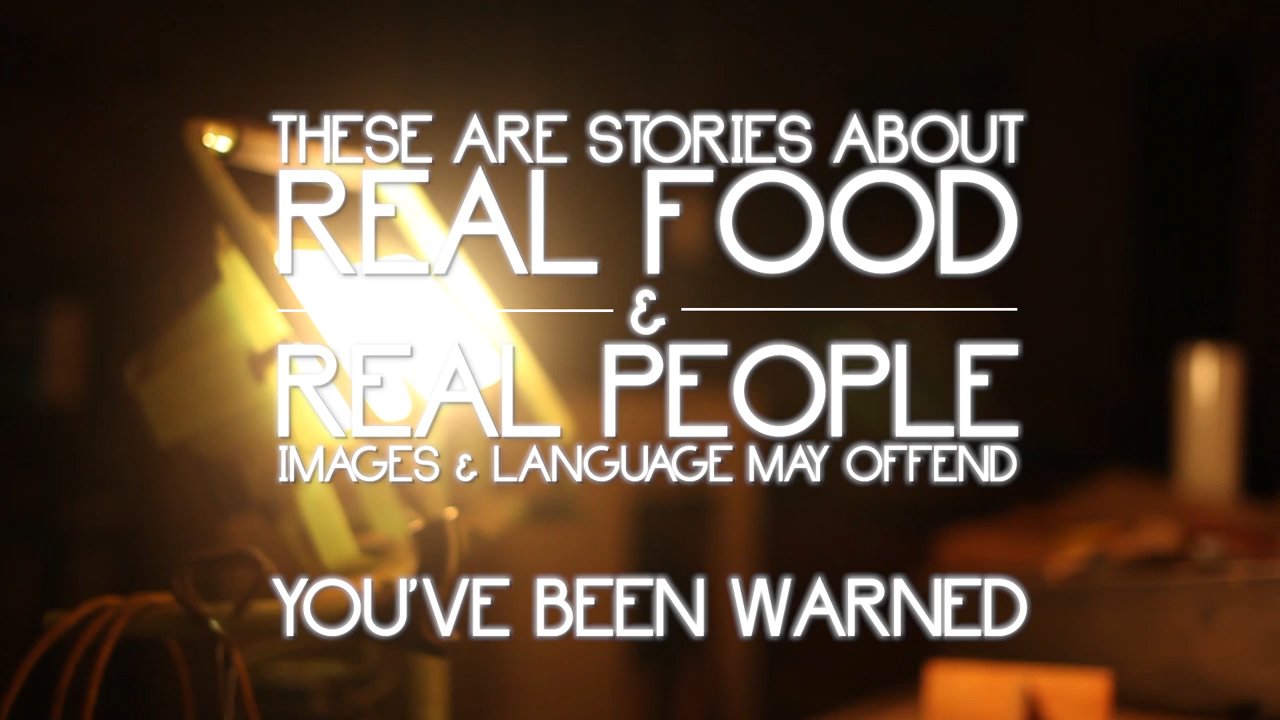 THESE ARE STORIES ABOUT
REAL FOOD
&
REAL PEOPLE
IMAGES & LANGUAGE MAY OFFEND
YOU'VE BEEN WARNED